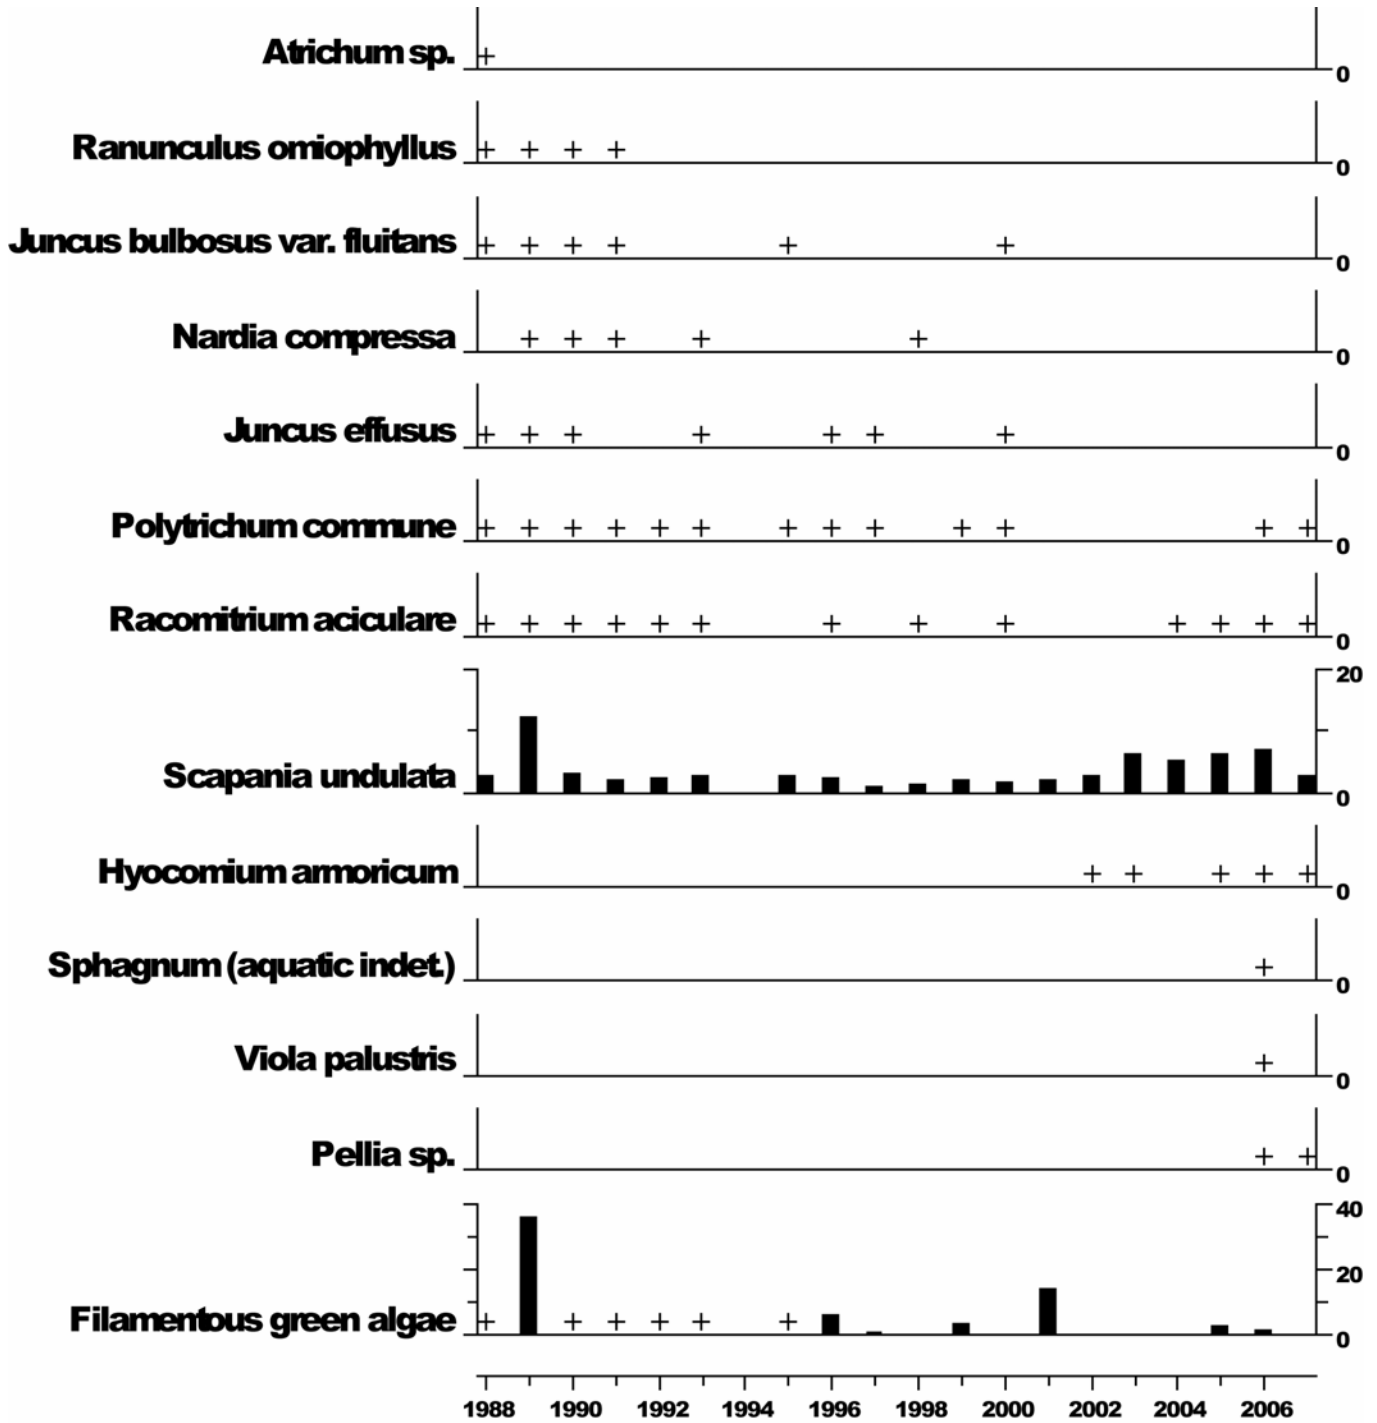 Atrichum sp.
0
Ranunculus omiophyllus
0
Juncus bulbosus var. fluitans
0
Nardia compressa
0
Juncus effusus
0
Polytrichum commune
0
Racomitrium aciculare
0
20
Scapania undulata
0
Hyocomium armoricum
0
Sphagnum (aquatic indet.)
0
Viola palustris
0
Pellia sp.
0
40
20
Filamentous green algae
0
1988 1990 1992 1994 1996 1998 2000 2002 2004 2006